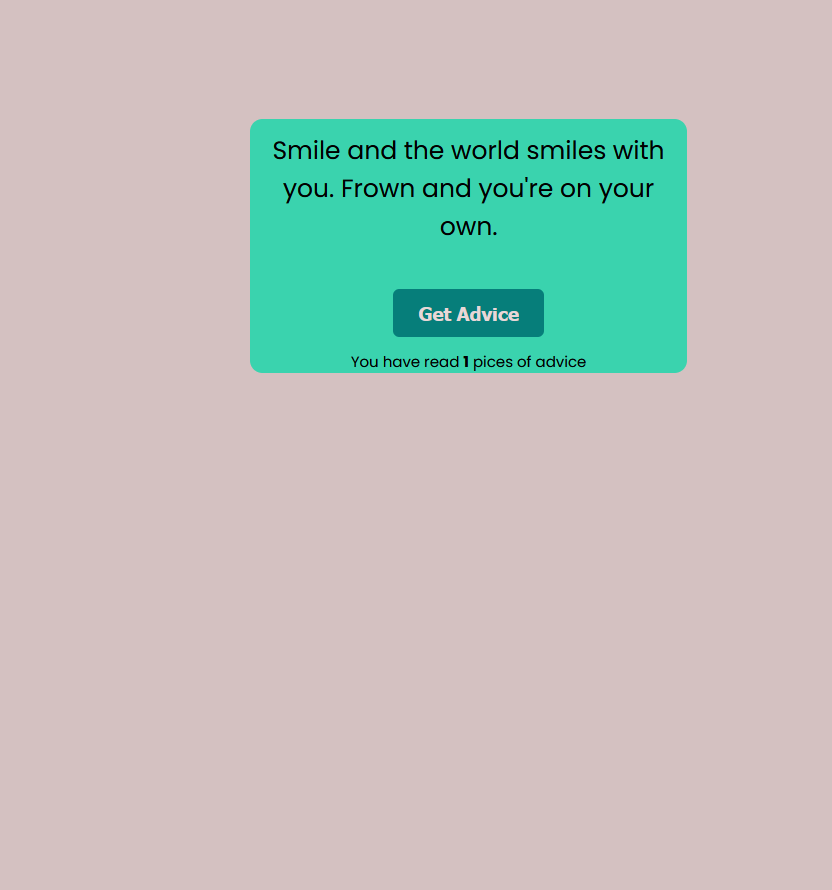 Smile and the world smiles with
you. Frown and you're on your
own.
Get Advice
You have read 1 pices of advice